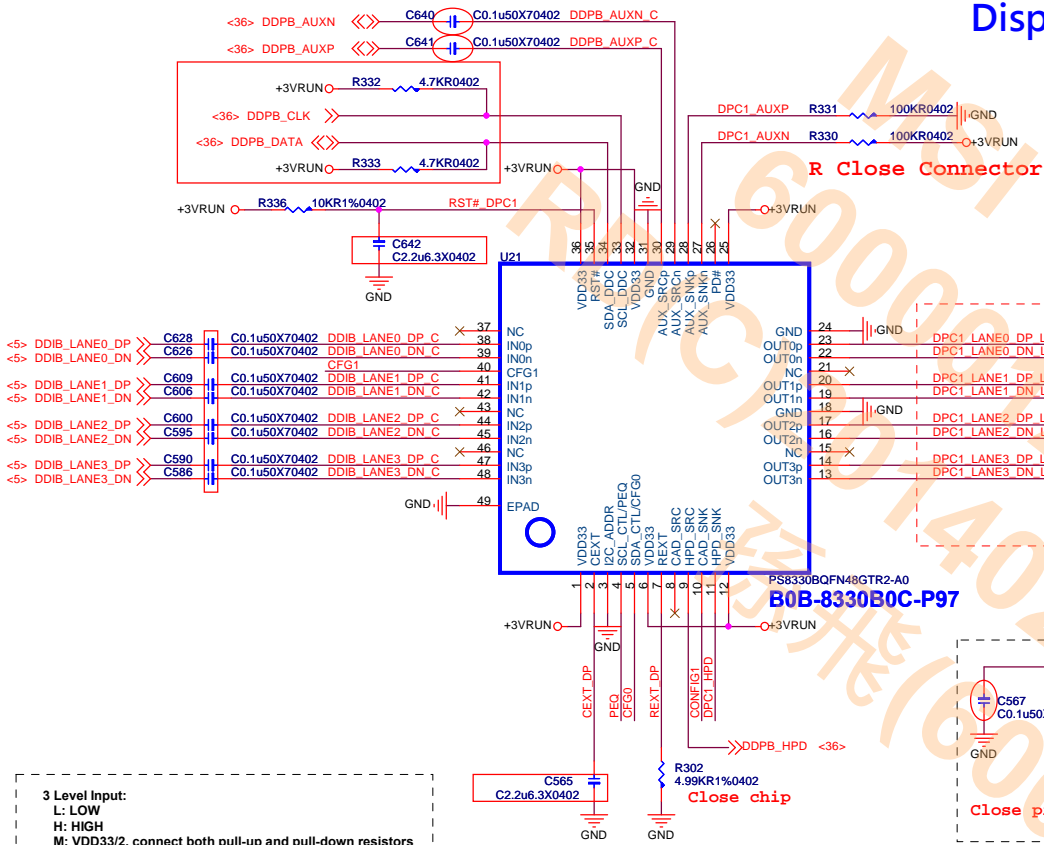 Disp
<36> DDPB_AUXN C640 C0.1u50X70402 DDPB_AUXN_C
<36> DDPB_AUXP C641 C0.1u50X70402 DDPB_AUXP_C
+3VRUN R332 4.7KR0402
<36> DDPB_CLK
<36> DDPB_DATA
+3VRUN R333 4.7KR0402
+3VRUN
DPC1_AUXP R331 100KR0402 GND
DPC1_AUXN R330 100KR0402 +3VRUN
R Close Connector
+3VRUN R336 10KR1%0402 RST#_DPC1
GND
+3VRUN
C642
C2.2u6.3X0402
GND
U21
36 35 34 33 32 31 30 29 28 27 26 25
VDD33 RST# SDA_DDC SCL_DDC VDD33 GND AUX_SRCp AUX_SRCn AUX_SNKp AUX_SNKn PD# VDD33
37 NC
<5> DDIB_LANE0_DP C628 C0.1u50X70402 DDIB_LANE0_DP_C 38 IN0p
<5> DDIB_LANE0_DN C626 C0.1u50X70402 DDIB_LANE0_DN_C 39 IN0n
CFG1 40 CFG1
<5> DDIB_LANE1_DP C609 C0.1u50X70402 DDIB_LANE1_DP_C 41 IN1p
<5> DDIB_LANE1_DN C606 C0.1u50X70402 DDIB_LANE1_DN_C 42 IN1n
43 NC
<5> DDIB_LANE2_DP C600 C0.1u50X70402 DDIB_LANE2_DP_C 44 IN2p
<5> DDIB_LANE2_DN C595 C0.1u50X70402 DDIB_LANE2_DN_C 45 IN2n
46 NC
<5> DDIB_LANE3_DP C590 C0.1u50X70402 DDIB_LANE3_DP_C 47 IN3p
<5> DDIB_LANE3_DN C586 C0.1u50X70402 DDIB_LANE3_DN_C 48 IN3n
GND 49 EPAD
GND 24 GND
OUT0p 23 DPC1_LANE0_DP_L
OUT0n 22 DPC1_LANE0_DN_L
NC 21
OUT1p 20 DPC1_LANE1_DP_L
OUT1n 19 DPC1_LANE1_DN_L
GND 18 GND
OUT2p 17 DPC1_LANE2_DP_L
OUT2n 16 DPC1_LANE2_DN_L
NC 15
OUT3p 14 DPC1_LANE3_DP_L
OUT3n 13 DPC1_LANE3_DN_L
VDD33 CEXT I2C_ADDR SCL_CTL/PEQ SDA_CTL/CFG0 VDD33 REXT CAD_SRC HPD_SRC CAD_SNK HPD_SNK VDD33
1 2 3 4 5 6 7 8 9 10 11 12
PS8330BQFN48GTR2-A0
B0B-8330B0C-P97
+3VRUN
GND
+3VRUN
CEXT_DP PEQ CFG0 REXT_DP CONFIG1 DPC1_HPD
DDPB_HPD <36>
C565
C2.2u6.3X0402
GND
R302
4.99KR1%0402
Close chip
GND
C567
C0.1u50
GND
Close p
3 Level Input:
L: LOW
H: HIGH
M: VDD33/2, connect both pull-up and pull-down resistors
MSI